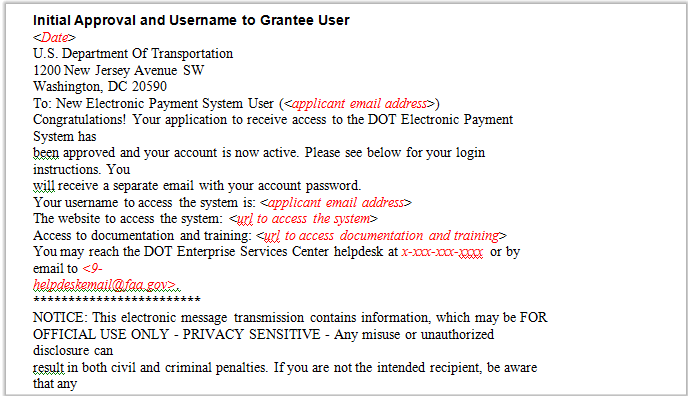 Initial Approval and Username to Grantee User
<Date>
U.S. Department Of Transportation
1200 New Jersey Avenue SW
Washington, DC 20590
To: New Electronic Payment System User (<applicant email address>)
Congratulations! Your application to receive access to the DOT Electronic Payment
System has
been approved and your account is now active. Please see below for your login
instructions. You
will receive a separate email with your account password.
Your username to access the system is: <applicant email address>
The website to access the system: <url to access the system>
Access to documentation and training: <url to access documentation and training>
You may reach the DOT Enterprise Services Center helpdesk at x-xxx-xxx-xxxx or by
email to <9-
helpdeskemail@faa.gov>.
************************
NOTICE: This electronic message transmission contains information, which may be FOR
OFFICIAL USE ONLY - PRIVACY SENSITIVE - Any misuse or unauthorized
disclosure can
result in both civil and criminal penalties. If you are not the intended recipient, be aware
that any